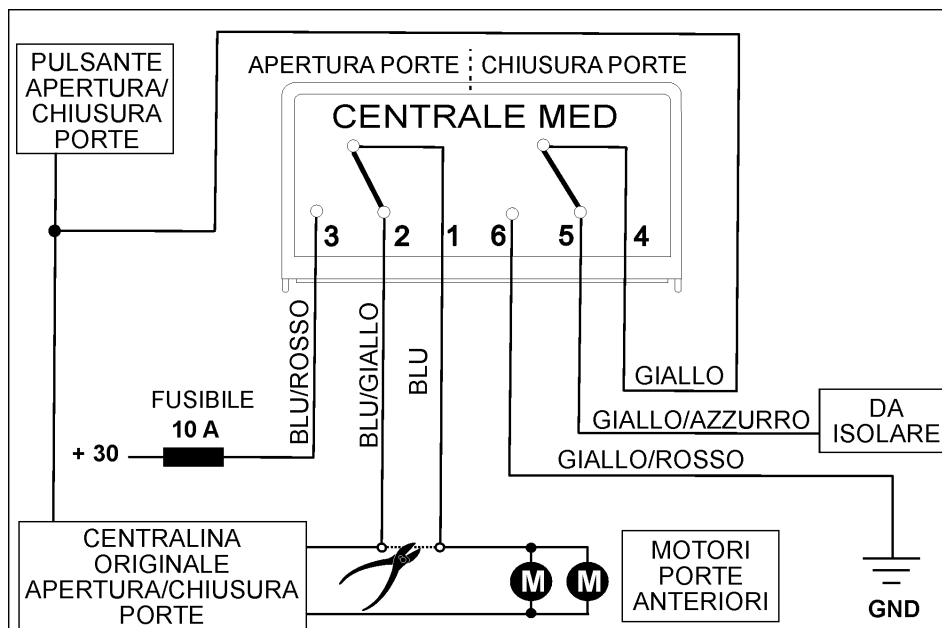 PULSANTE
APERTURA/
CHIUSURA
PORTE
APERTURA PORTE
CHIUSURA PORTE
CENTRALE MED
3
2
1
6
5
4
BLU/ROSSO
BLU/GIALLO
BLU
GIALLO
GIALLO/AZZURRO
GIALLO/ROSSO
DA
ISOLARE
FUSIBILE
10 A
+ 30
CENTRALINA
ORIGINALE
APERTURA/CHIUSURA
PORTE
M
M
MOTORI
PORTE
ANTERIORI
GND